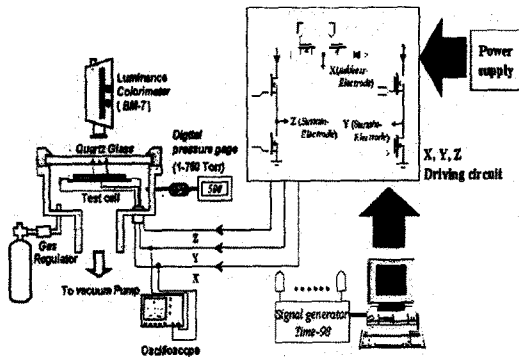 Luminance
Colorimeter
(BM-7)
Quartz Glass
Test cell
Digital
pressure gage
(1-760 Torr)
500
Gas
Regulator
To vacuum Pump
Oscilloscope
Z
Y
X
X(Address-
Electrode)
Z (Sustain-
Electrode)
Y (Sustain-
Electrode)
X, Y, Z
Driving circuit
Power
supply
Signal generator
Time-98